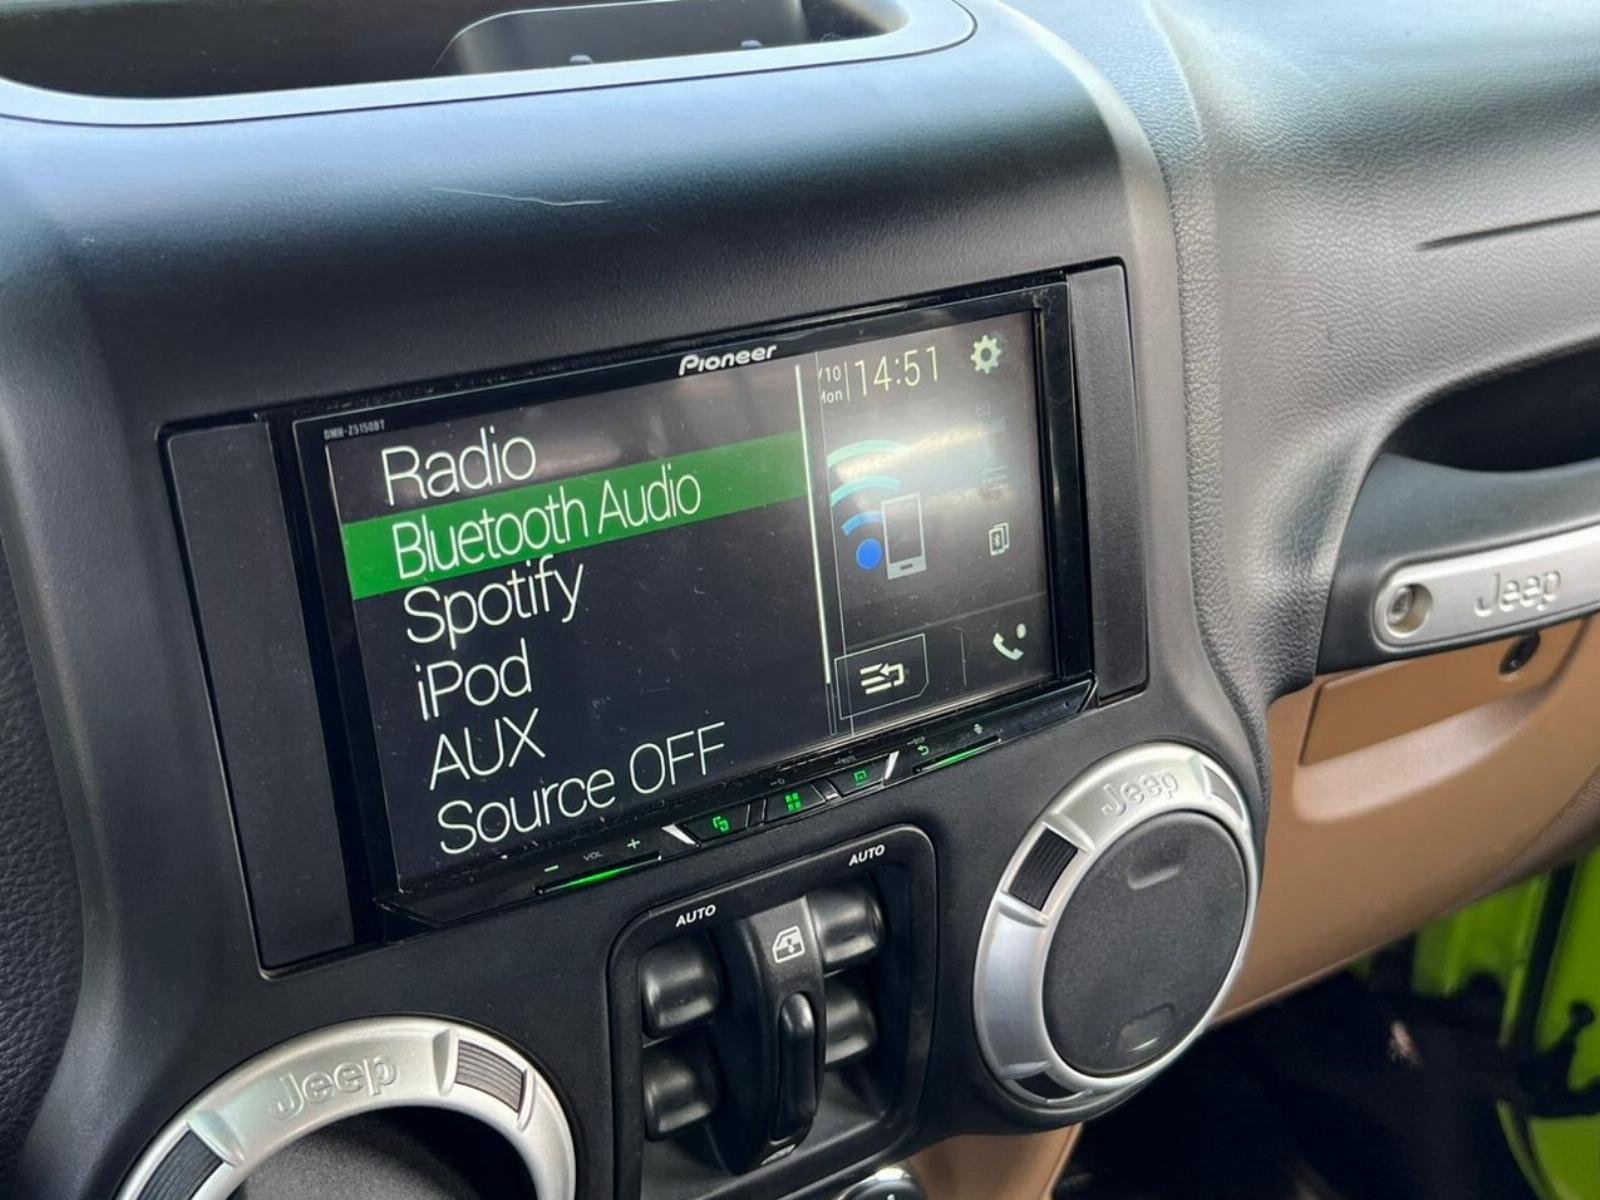 Pioneer
DMH-Z5150BT
/10
Mon
14:51
Radio
Bluetooth Audio
Spotify
iPod
AUX
Source OFF
VOL
AUTO
AUTO
Jeep
Jeep
Jeep